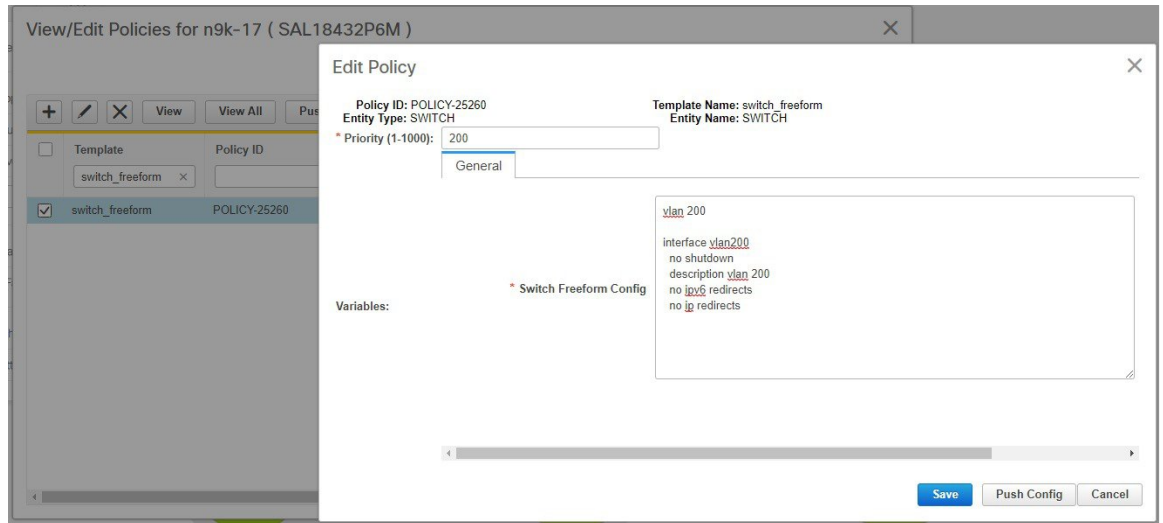 View/Edit Policies for n9k-17 ( SAL18432P6M )
View
View All
Template
Policy ID
switch_freeform
switch_freeform
POLICY-25260
Edit Policy
Policy ID: POLICY-25260
Template Name: switch_freeform
Entity Type: SWITCH
Entity Name: SWITCH
* Priority (1-1000):
200
General
Variables:
* Switch Freeform Config
vlan 200
interface vlan200
no shutdown
description vlan 200
no ipv6 redirects
no ip redirects
Save
Push Config
Cancel